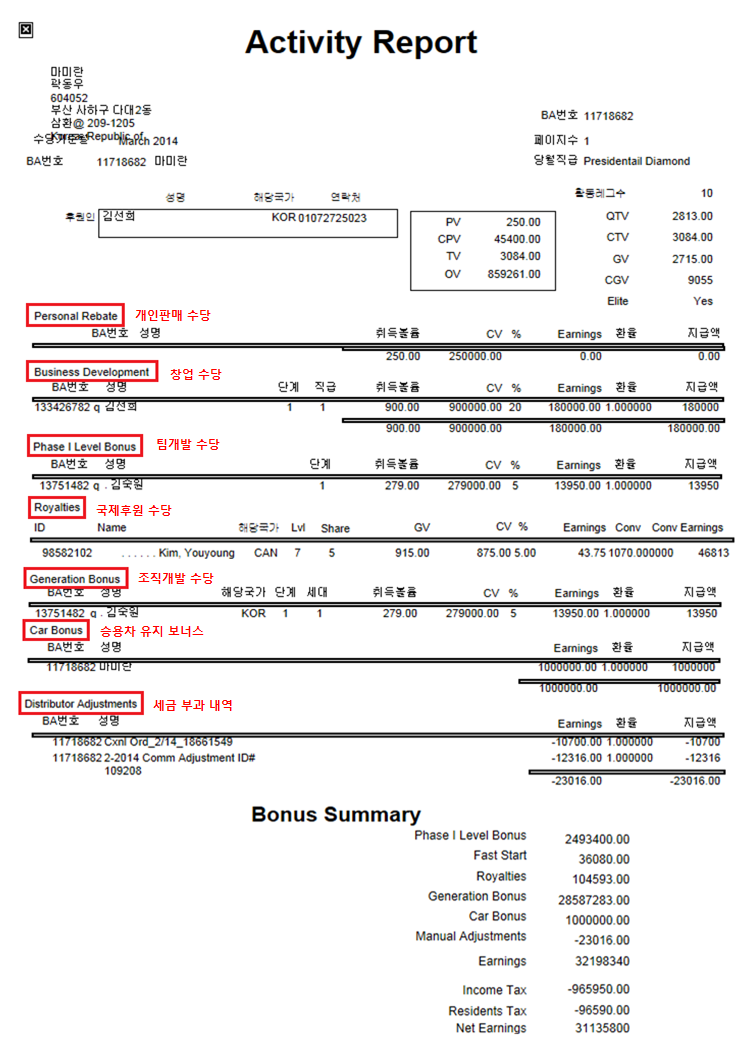 Activity Report
마미란
곽동우
604052
부산 사하구 다대2동
삼환@ 209-1205
Korea, Republic of
March 2014
BA번호 11718682
페이지수 1
BA번호 11718682 마미란
당월직급 Presidentail Diamond
성명 해당국가 연락처
후원인 김선희 KOR 01072725023
활동레그수 10
PV 250.00
CPV 45400.00
TV 3084.00
OV 859261.00
QTV 2813.00
CTV 3084.00
GV 2715.00
CGV 9055
Elite Yes
Personal Rebate 개인판매 수당
BA번호 성명 취득볼륨 CV % Earnings 환율 지급액
250.00 250000.00 0.00 0.00
Business Development 창업 수당
BA번호 성명 단계 직급 취득볼륨 CV % Earnings 환율 지급액
133426782 q 김선희 1 1 900.00 900000.00 20 180000.00 1.000000 180000
900.00 900000.00 180000.00 180000.00
Phase I Level Bonus 팀개발 수당
BA번호 성명 단계 취득볼륨 CV % Earnings 환율 지급액
13751482 q . 김숙원 1 279.00 279000.00 5 13950.00 1.000000 13950
Royalties 국제후원 수당
ID Name 해당국가 Lvl Share GV CV % Earnings Conv Conv Earnings
98582102 . . . . . . Kim, Youyoung CAN 7 5 915.00 875.00 5.00 43.75 1070.000000 46813
Generation Bonus 조직개발 수당
BA번호 성명 해당국가 단계 세대 취득볼륨 CV % Earnings 환율 지급액
13751482 q . 김숙원 KOR 1 1 279.00 279000.00 5 13950.00 1.000000 13950
Car Bonus 승용차 유지 보너스
BA번호 성명 Earnings 환율 지급액
11718682 마미란 1000000.00 1.000000 1000000
1000000.00 1000000.00
Distributor Adjustments 세금 부과 내역
BA번호 성명 Earnings 환율 지급액
11718682 Cxnl Ord_2/14_18661549 -10700.00 1.000000 -10700
11718682 2-2014 Comm Adjustment ID# -12316.00 1.000000 -12316
109208
-23016.00 -23016.00
Bonus Summary
Phase I Level Bonus 2493400.00
Fast Start 36080.00
Royalties 104593.00
Generation Bonus 28587283.00
Car Bonus 1000000.00
Manual Adjustments -23016.00
Earnings 32198340
Income Tax -965950.00
Residents Tax -96590.00
Net Earnings 31135800